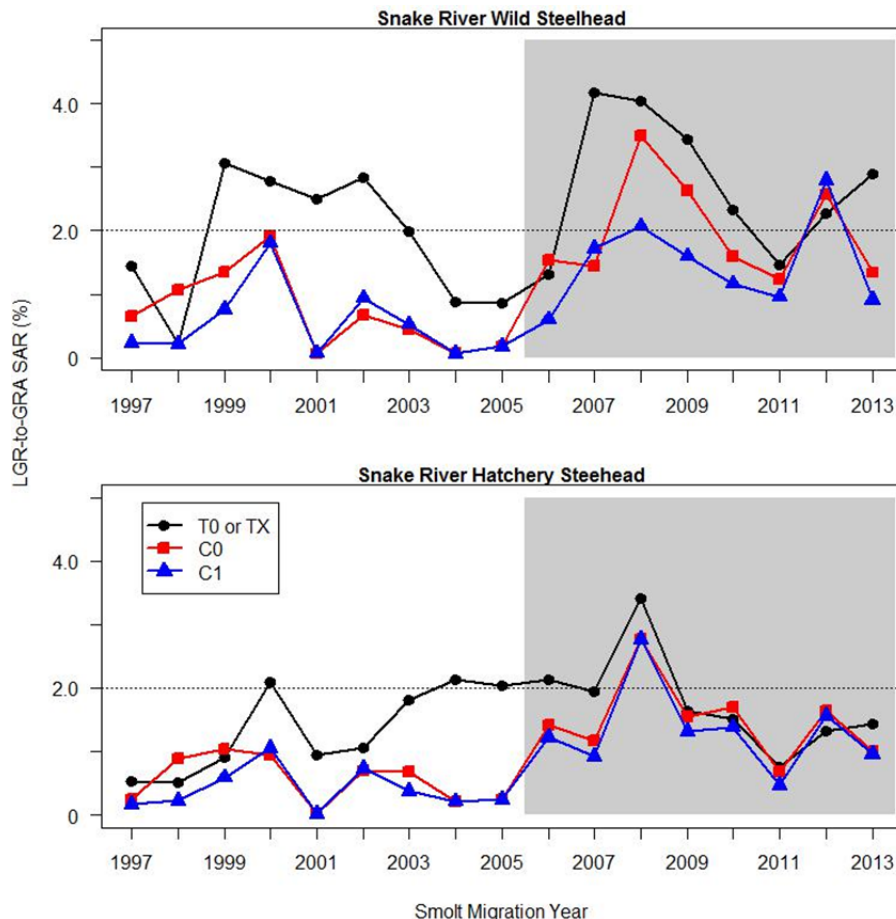 Snake River Wild Steelhead
4.0
2.0
0
1997 1999 2001 2003 2005 2007 2009 2011 2013
LGR-to-GRA SAR (%)
Snake River Hatchery Steehead
T0 or TX
C0
C1
4.0
2.0
0
1997 1999 2001 2003 2005 2007 2009 2011 2013
Smolt Migration Year